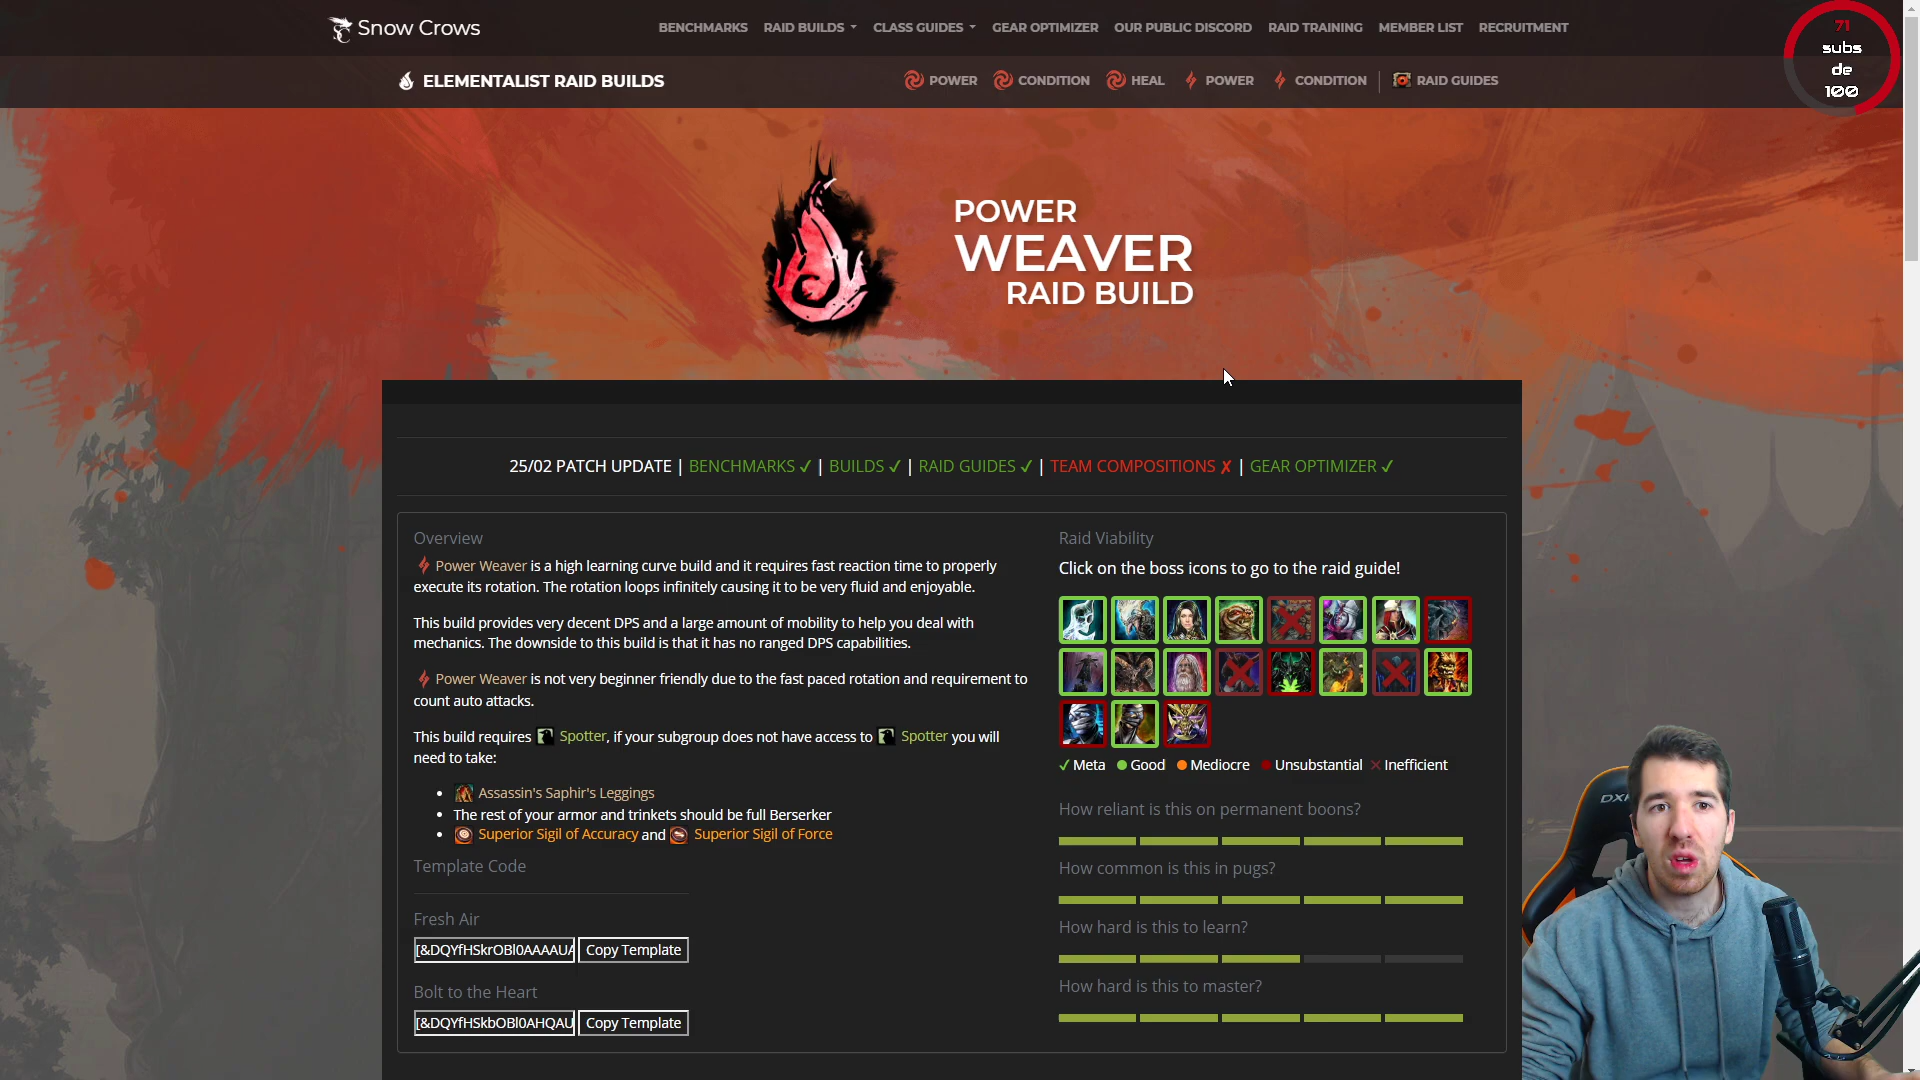 Snow Crows
BENCHMARKS RAID BUILDS CLASS GUIDES GEAR OPTIMIZER OUR PUBLIC DISCORD RAID TRAINING MEMBER LIST RECRUITMENT
71
subs
de
100
ELEMENTALIST RAID BUILDS
POWER CONDITION HEAL POWER CONDITION | RAID GUIDES
POWER
WEAVER
RAID BUILD
25/02 PATCH UPDATE | BENCHMARKS ✓ | BUILDS ✓ | RAID GUIDES ✓ | TEAM COMPOSITIONS ✗ | GEAR OPTIMIZER ✓
Overview
Power Weaver is a high learning curve build and it requires fast reaction time to properly
execute its rotation. The rotation loops infinitely causing it to be very fluid and enjoyable.
This build provides very decent DPS and a large amount of mobility to help you deal with
mechanics. The downside to this build is that it has no ranged DPS capabilities.
Power Weaver is not very beginner friendly due to the fast paced rotation and requirement to
count auto attacks.
This build requires Spotter, if your subgroup does not have access to Spotter you will
need to take:
• Assassin's Saphir's Leggings
• The rest of your armor and trinkets should be full Berserker
• Superior Sigil of Accuracy and Superior Sigil of Force
Template Code
Fresh Air
[&DQYfHSkrOBl0AAAAUA Copy Template
Bolt to the Heart
[&DQYfHSkbOBl0AHQAU Copy Template
Raid Viability
Click on the boss icons to go to the raid guide!
✓ Meta Good Mediocre Unsubstantial ✗ Inefficient
How reliant is this on permanent boons?
How common is this in pugs?
How hard is this to learn?
How hard is this to master?